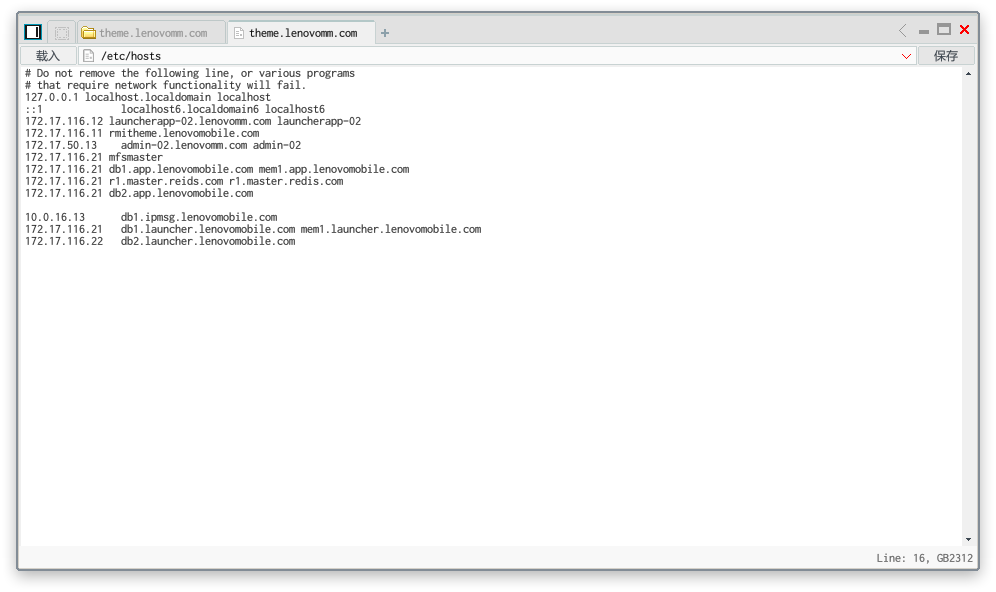 theme.lenovomm.com theme.lenovomm.com +
载入 /etc/hosts 保存
# Do not remove the following line, or various programs
# that require network functionality will fail.
127.0.0.1 localhost.localdomain localhost
::1 localhost6.localdomain6 localhost6
172.17.116.12 launcherapp-02.lenovomm.com launcherapp-02
172.17.116.11 rmitheme.lenovomobile.com
172.17.50.13 admin-02.lenovomm.com admin-02
172.17.116.21 mfsmaster
172.17.116.21 db1.app.lenovomobile.com mem1.app.lenovomobile.com
172.17.116.21 r1.master.reids.com r1.master.redis.com
172.17.116.21 db2.app.lenovomobile.com
10.0.16.13 db1.ipmsg.lenovomobile.com
172.17.116.21 db1.launcher.lenovomobile.com mem1.launcher.lenovomobile.com
172.17.116.22 db2.launcher.lenovomobile.com
Line: 16, GB2312